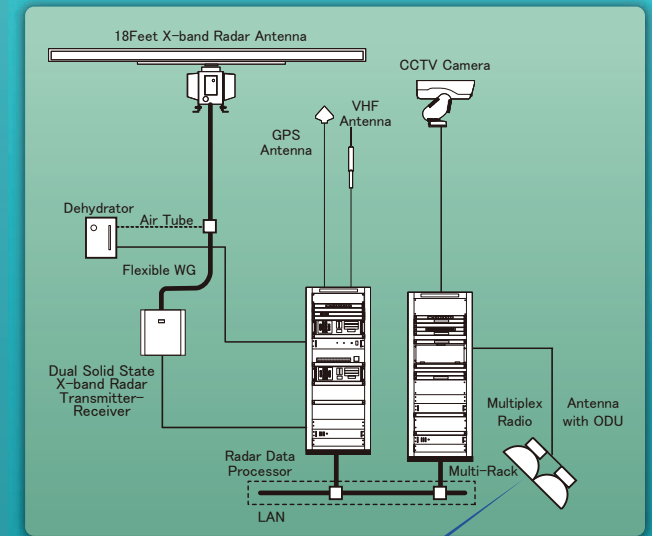 18Feet X-band Radar Antenna
CCTV Camera
VHF
Antenna
GPS
Antenna
Dehydrator
Air Tube
Flexible WG
Dual Solid State
X-band Radar
Transmitter-
Receiver
Multiplex
Radio
Antenna
with ODU
Radar Data
Processor
Multi-Rack
LAN